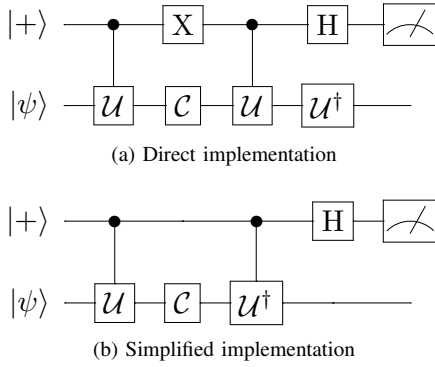 |+⟩ X H
|ψ⟩ 𝒰 𝒞 𝒰 𝒰†
(a) Direct implementation
|+⟩ H
|ψ⟩ 𝒰 𝒞 𝒰†
(b) Simplified implementation